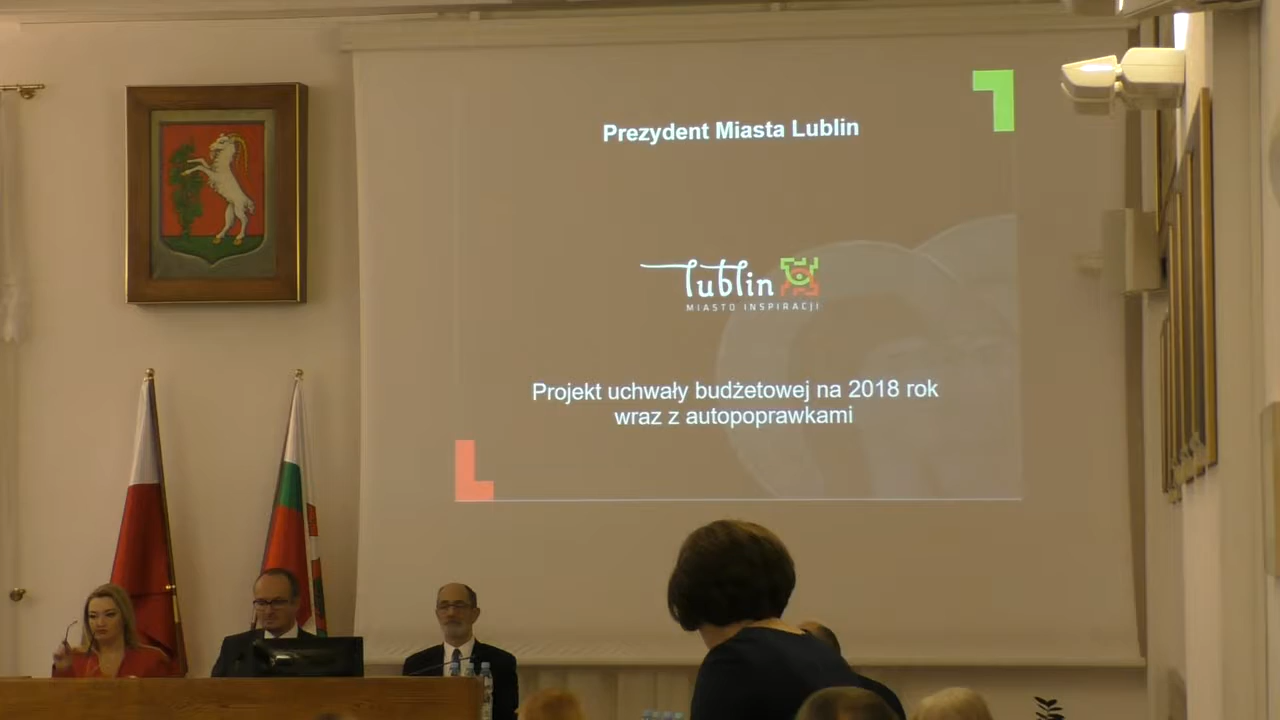 Prezydent Miasta Lublin
lublin
MIASTO INSPIRACJI
Projekt uchwały budżetowej na 2018 rok
wraz z autopoprawkami